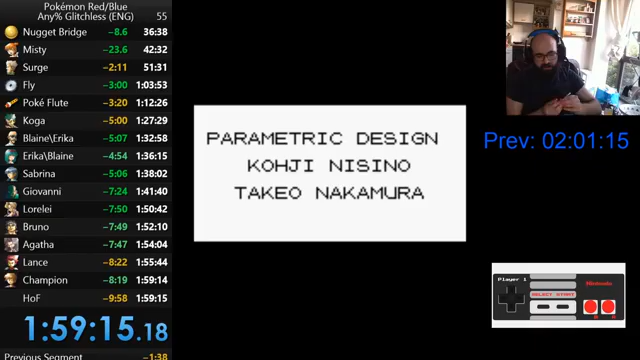 Pokémon Red/Blue
Any% Glitchless (ENG) 55
Nugget Bridge −8.6 36:38
Misty −23.6 42:32
Surge −2:11 51:31
Fly −3:00 1:03:53
Poké Flute −3:20 1:12:26
Koga −5:00 1:27:29
Blaine\Erika −5:07 1:32:58
Erika\Blaine −4:54 1:36:15
Sabrina −5:06 1:38:02
Giovanni −7:24 1:41:40
Lorelei −7:50 1:50:42
Bruno −7:49 1:52:10
Agatha −7:47 1:54:04
Lance −8:22 1:55:44
Champion −8:19 1:59:14
HoF −9:58 1:59:15
1:59:15.18
Previous Segment −1:38
PARAMETRIC DESIGN
KOHJI NISINO
TAKEO NAKAMURA
Prev: 02:01:15
Player 1
Nintendo
SELECT START